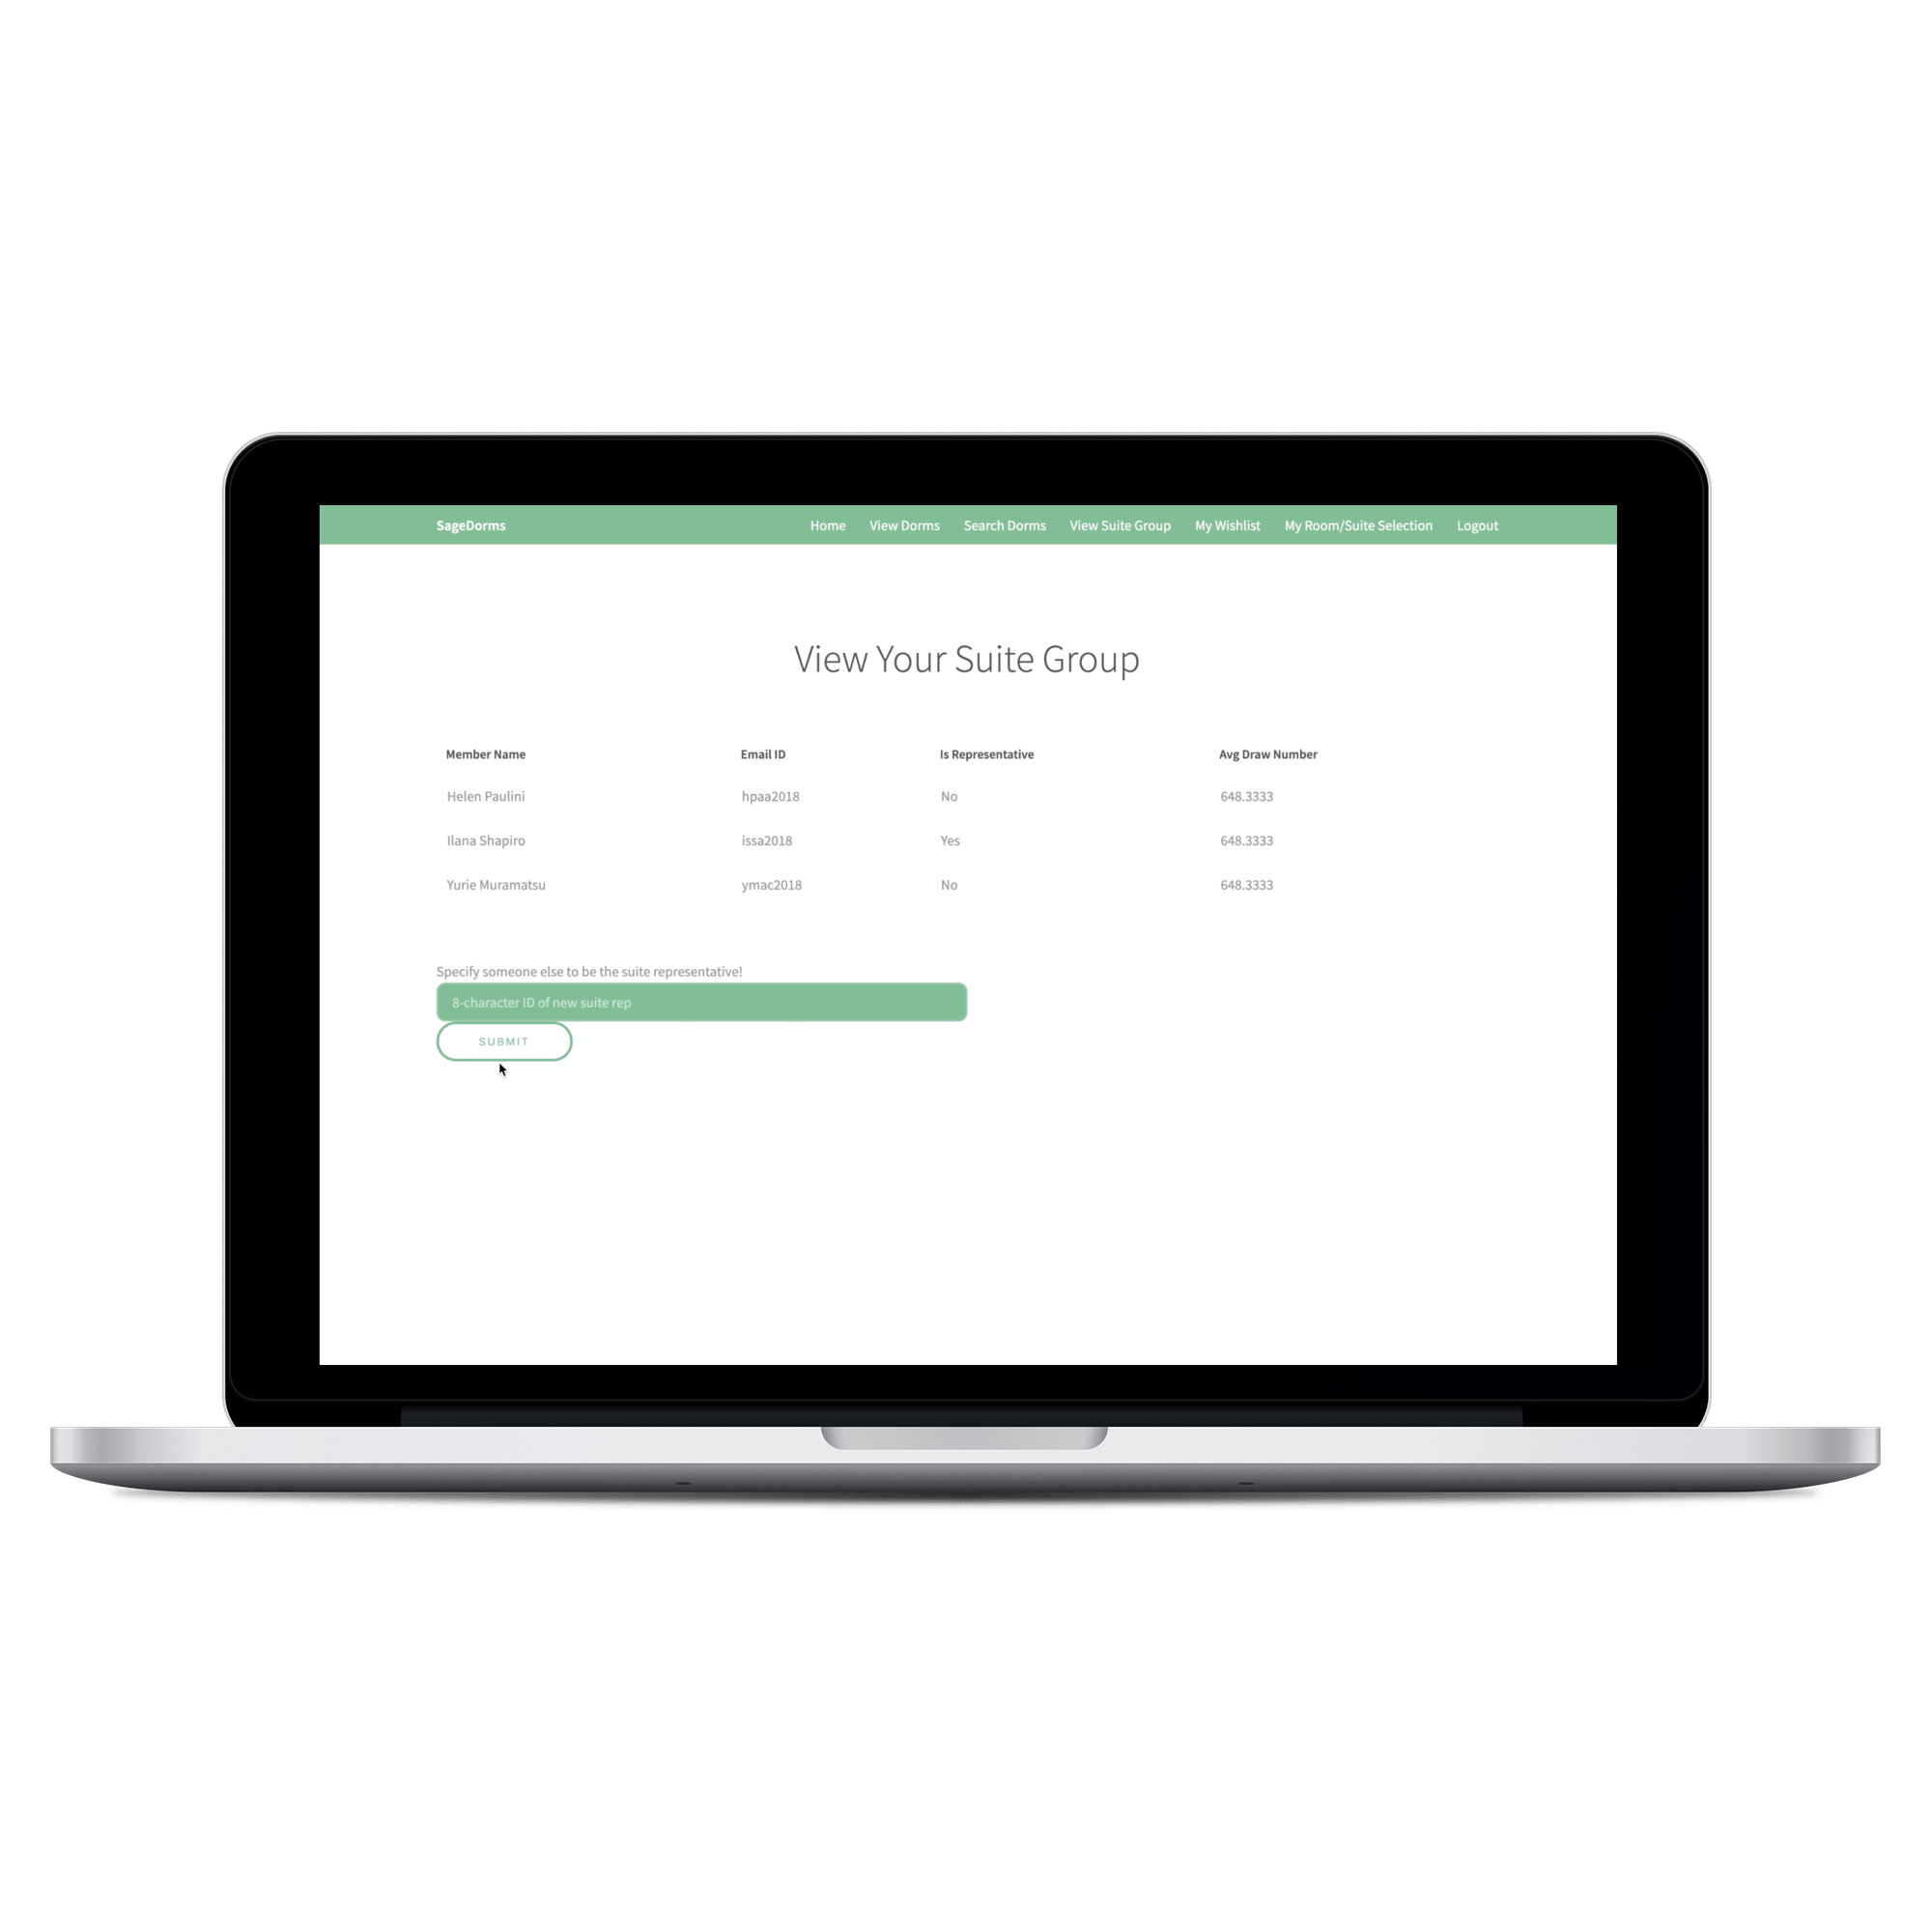 SageDorms Home View Dorms Search Dorms View Suite Group My Wishlist My Room/Suite Selection Logout
View Your Suite Group
Member Name Email ID Is Representative Avg Draw Number
Helen Paulini hpaa2018 No 648.3333
Ilana Shapiro issa2018 Yes 648.3333
Yurie Muramatsu ymac2018 No 648.3333
Specify someone else to be the suite representative!
8-character ID of new suite rep
SUBMIT